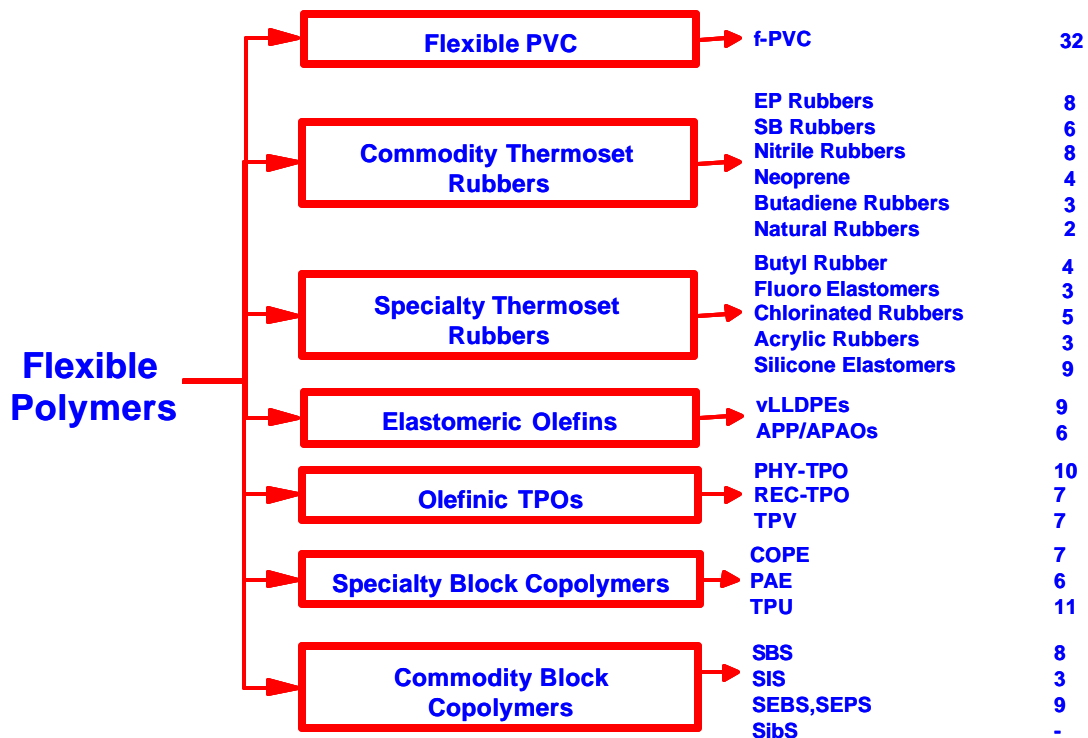 Flexible PVC
f-PVC 32
Commodity Thermoset
Rubbers
EP Rubbers 8
SB Rubbers 6
Nitrile Rubbers 8
Neoprene 4
Butadiene Rubbers 3
Natural Rubbers 2
Specialty Thermoset
Rubbers
Butyl Rubber 4
Fluoro Elastomers 3
Chlorinated Rubbers 5
Acrylic Rubbers 3
Silicone Elastomers 9
Flexible
Polymers
Elastomeric Olefins
vLLDPEs 9
APP/APAOs 6
Olefinic TPOs
PHY-TPO 10
REC-TPO 7
TPV 7
Specialty Block Copolymers
COPE 7
PAE 6
TPU 11
Commodity Block
Copolymers
SBS 8
SIS 3
SEBS,SEPS 9
SibS -